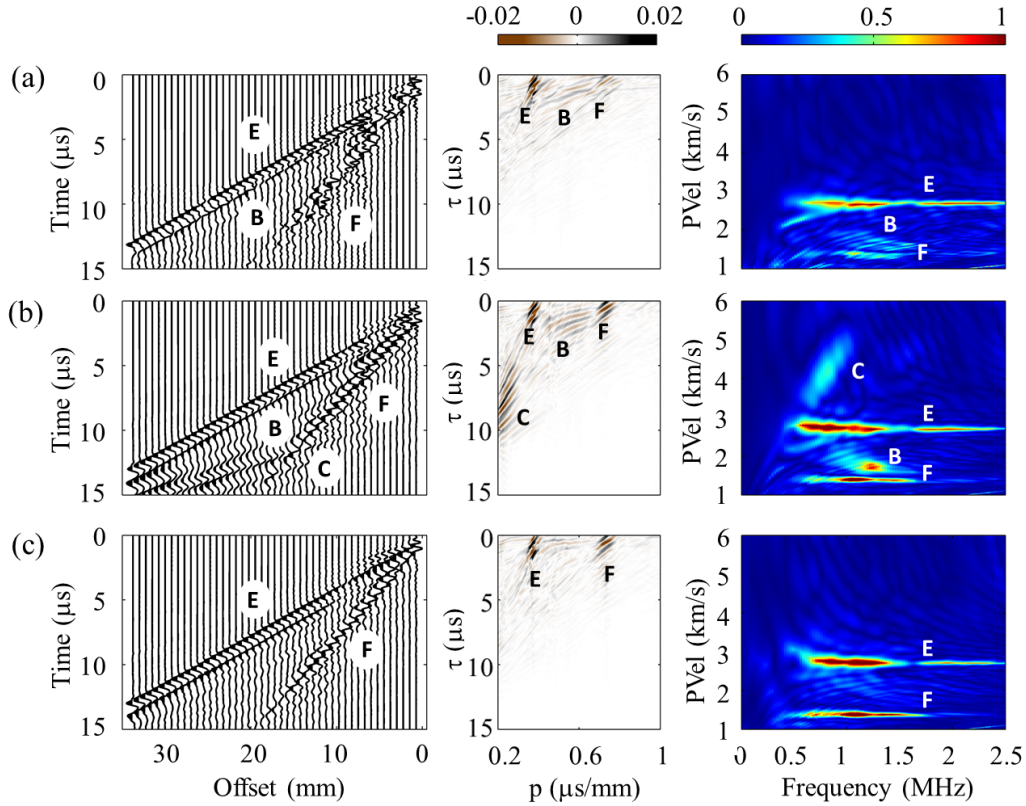 -0.02 0 0.02 0 0.5 1
(a) 0 0 6
5 E 5 E B F 5
Time (μs) τ (μs) PVel (km/s) 4
10 B F 10 3 E
2 B
15 15 1 F
(b) 0 0 6
5 E 5 E B F 5
Time (μs) τ (μs) PVel (km/s) 4 C
10 B F 10 C 3 E
C 2 B
15 15 1 F
(c) 0 0 6
5 E 5 E F 5
Time (μs) τ (μs) PVel (km/s) 4
10 F 10 3 E
2 F
15 15 1
30 20 10 0 0.2 0.6 1 0 0.5 1 1.5 2 2.5
Offset (mm) p (μs/mm) Frequency (MHz)